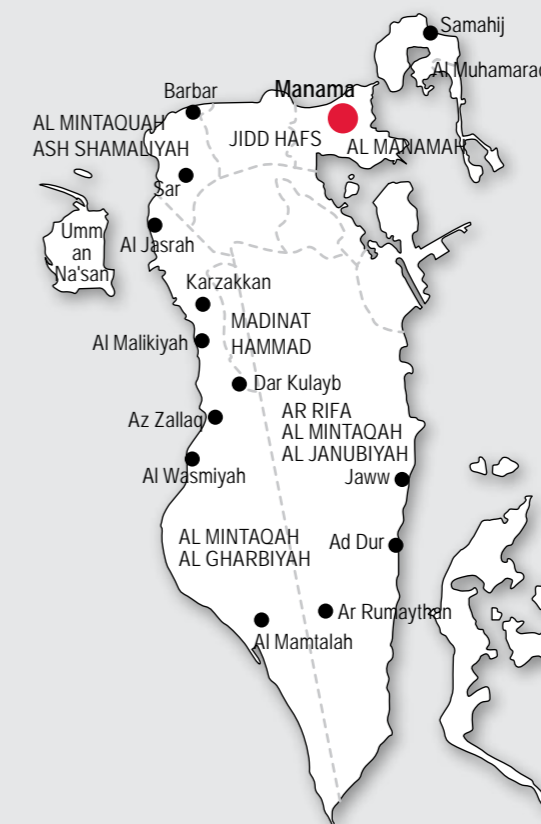 Samahij
Al Muhamaraq
Barbar
Manama
AL MINTAQUAH
ASH SHAMALIYAH
JIDD HAFS
AL MANAMAH
Sar
Umm
an
Na'san
Al Jasrah
Karzakkan
MADINAT
HAMMAD
Al Malikiyah
Dar Kulayb
Az Zallaq
AR RIFA
AL MINTAQAH
AL JANUBIYAH
Al Wasmiyah
Jaww
AL MINTAQAH
AL GHARBIYAH
Ad Dur
Ar Rumaythan
Al Mamtalah